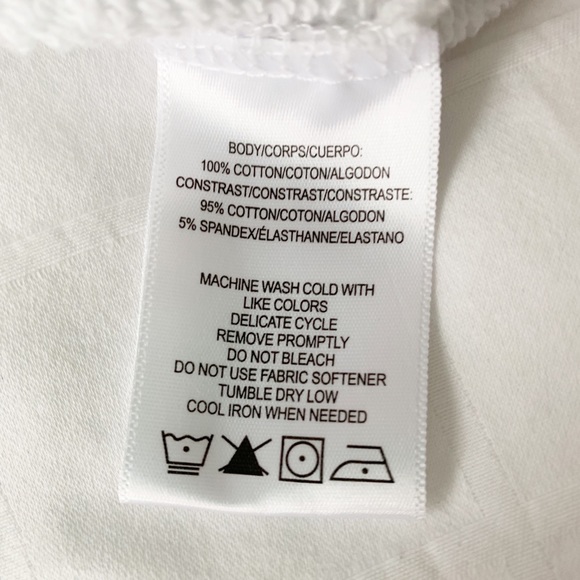 BODY/CORPS/CUERPO:
100% COTTON/COTON/ALGODON
CONSTRAST/CONSTRAST/CONSTRASTE:
95% COTTON/COTON/ALGODON
5% SPANDEX/ÉLASTHANNE/ELASTANO
MACHINE WASH COLD WITH
LIKE COLORS
DELICATE CYCLE
REMOVE PROMPTLY
DO NOT BLEACH
DO NOT USE FABRIC SOFTENER
TUMBLE DRY LOW
COOL IRON WHEN NEEDED